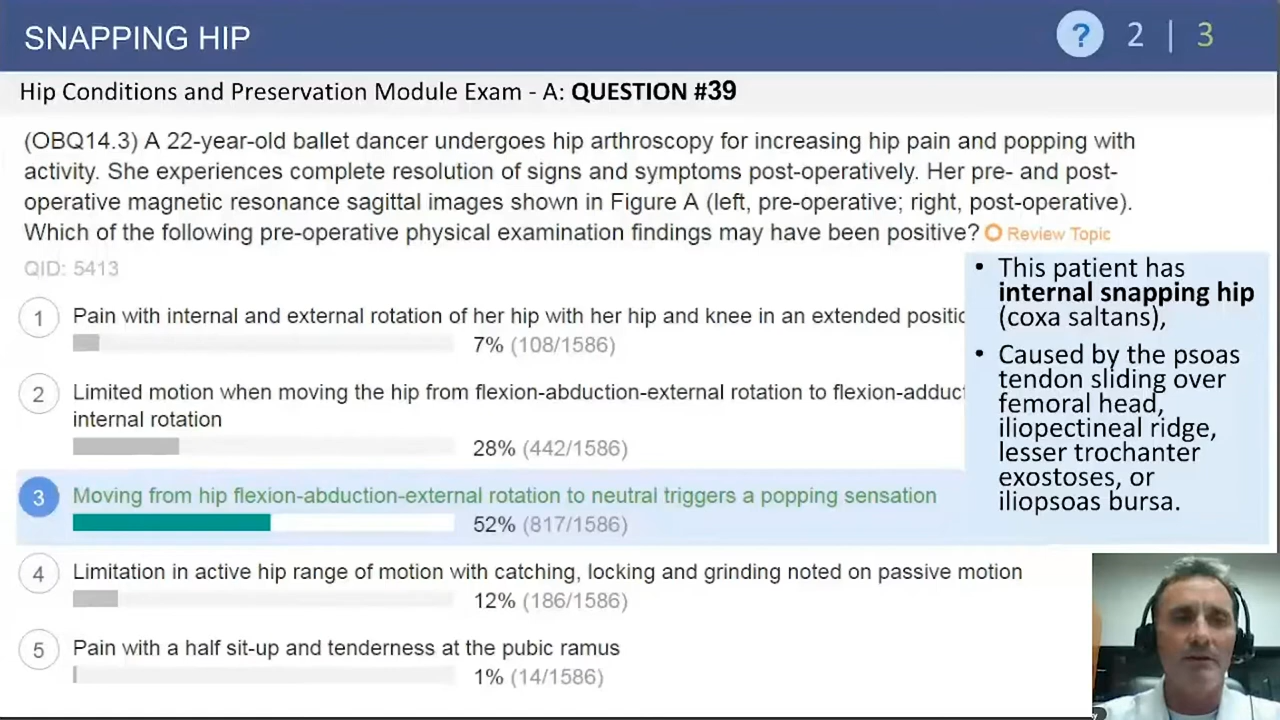 SNAPPING HIP
? 2 | 3
Hip Conditions and Preservation Module Exam - A: QUESTION #39
(OBQ14.3) A 22-year-old ballet dancer undergoes hip arthroscopy for increasing hip pain and popping with
activity. She experiences complete resolution of signs and symptoms post-operatively. Her pre- and post-
operative magnetic resonance sagittal images shown in Figure A (left, pre-operative; right, post-operative).
Which of the following pre-operative physical examination findings may have been positive? Review Topic
QID: 5413
1 Pain with internal and external rotation of her hip with her hip and knee in an extended positio
7% (108/1586)
2 Limited motion when moving the hip from flexion-abduction-external rotation to flexion-adduc
internal rotation
28% (442/1586)
3 Moving from hip flexion-abduction-external rotation to neutral triggers a popping sensation
52% (817/1586)
4 Limitation in active hip range of motion with catching, locking and grinding noted on passive motion
12% (186/1586)
5 Pain with a half sit-up and tenderness at the pubic ramus
1% (14/1586)
• This patient has
internal snapping hip
(coxa saltans),
• Caused by the psoas
tendon sliding over
femoral head,
iliopectineal ridge,
lesser trochanter
exostoses, or
iliopsoas bursa.